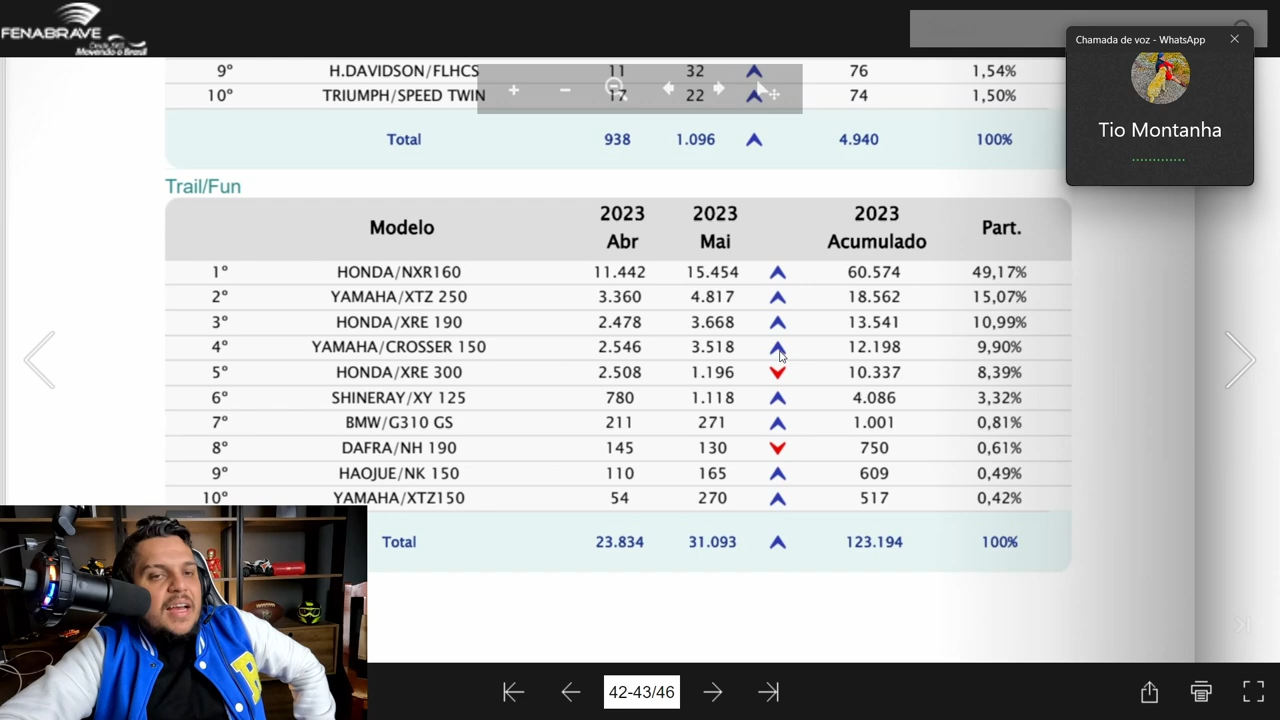 FENABRAVE
Desde 1965
Movendo o Brasil
Chamada de voz - WhatsApp
Tio Montanha
9º H.DAVIDSON/FLHCS 11 32 76 1,54%
10º TRIUMPH/SPEED TWIN 17 22 74 1,50%
Total 938 1.096 4.940 100%
Trail/Fun
Modelo 2023 Abr 2023 Mai 2023 Acumulado Part.
1º HONDA/NXR160 11.442 15.454 60.574 49,17%
2º YAMAHA/XTZ 250 3.360 4.817 18.562 15,07%
3º HONDA/XRE 190 2.478 3.668 13.541 10,99%
4º YAMAHA/CROSSER 150 2.546 3.518 12.198 9,90%
5º HONDA/XRE 300 2.508 1.196 10.337 8,39%
6º SHINERAY/XY 125 780 1.118 4.086 3,32%
7º BMW/G310 GS 211 271 1.001 0,81%
8º DAFRA/NH 190 145 130 750 0,61%
9º HAOJUE/NK 150 110 165 609 0,49%
10º YAMAHA/XTZ150 54 270 517 0,42%
Total 23.834 31.093 123.194 100%
42-43/46